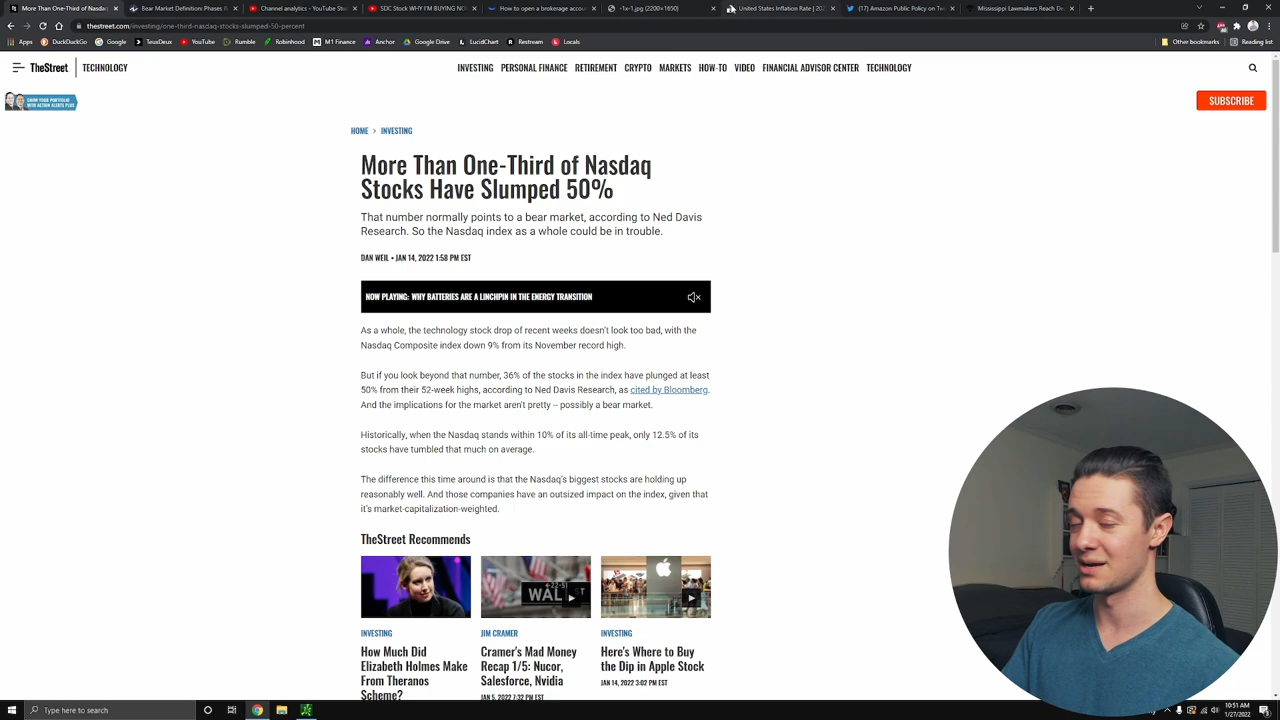 More Than One-Third of Nasdaq
Bear Market Definition: Phases
Channel analytics - YouTube Stu
SDC Stock WHY I'M BUYING NO
How to open a brokerage accou
-1x-1.jpg (2200×1650)
United States Inflation Rate | 202
(17) Amazon Public Policy on Tw
Mississippi Lawmakers Reach De
thestreet.com/investing/one-third-nasdaq-stocks-slumped-50-percent
Apps
DuckDuckGo
Google
TeuxDeux
YouTube
Rumble
Robinhood
M1 Finance
Anchor
Google Drive
LucidChart
Restream
Locals
Other bookmarks
Reading list
TheStreet
TECHNOLOGY
INVESTING PERSONAL FINANCE RETIREMENT CRYPTO MARKETS HOW-TO VIDEO FINANCIAL ADVISOR CENTER TECHNOLOGY
GROW YOUR PORTFOLIO
WITH ACTION ALERTS PLUS
SUBSCRIBE
HOME > INVESTING
More Than One-Third of Nasdaq
Stocks Have Slumped 50%
That number normally points to a bear market, according to Ned Davis
Research. So the Nasdaq index as a whole could be in trouble.
DAN WEIL • JAN 14, 2022 1:58 PM EST
NOW PLAYING: WHY BATTERIES ARE A LINCHPIN IN THE ENERGY TRANSITION
As a whole, the technology stock drop of recent weeks doesn't look too bad, with the
Nasdaq Composite index down 9% from its November record high.
But if you look beyond that number, 36% of the stocks in the index have plunged at least
50% from their 52-week highs, according to Ned Davis Research, as cited by Bloomberg.
And the implications for the market aren't pretty – possibly a bear market.
Historically, when the Nasdaq stands within 10% of its all-time peak, only 12.5% of its
stocks have tumbled that much on average.
The difference this time around is that the Nasdaq's biggest stocks are holding up
reasonably well. And those companies have an outsized impact on the index, given that
it's market-capitalization-weighted.
TheStreet Recommends
WAL ST
INVESTING
How Much Did
Elizabeth Holmes Make
From Theranos
Scheme?
JIM CRAMER
Cramer's Mad Money
Recap 1/5: Nucor,
Salesforce, Nvidia
JAN 5, 2022 7:32 PM EST
INVESTING
Here's Where to Buy
the Dip in Apple Stock
JAN 14, 2022 3:02 PM EST
Type here to search
10:51 AM
1/27/2022